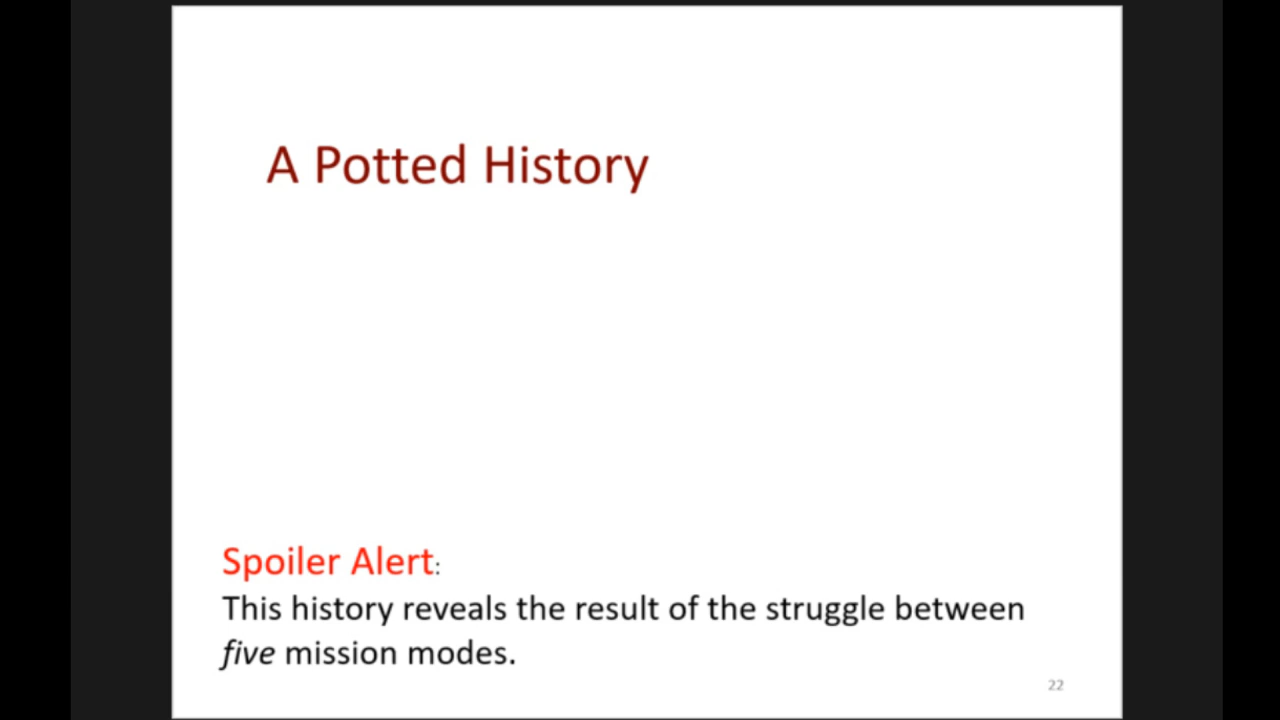 A Potted History
Spoiler Alert:
This history reveals the result of the struggle between
five mission modes.
22